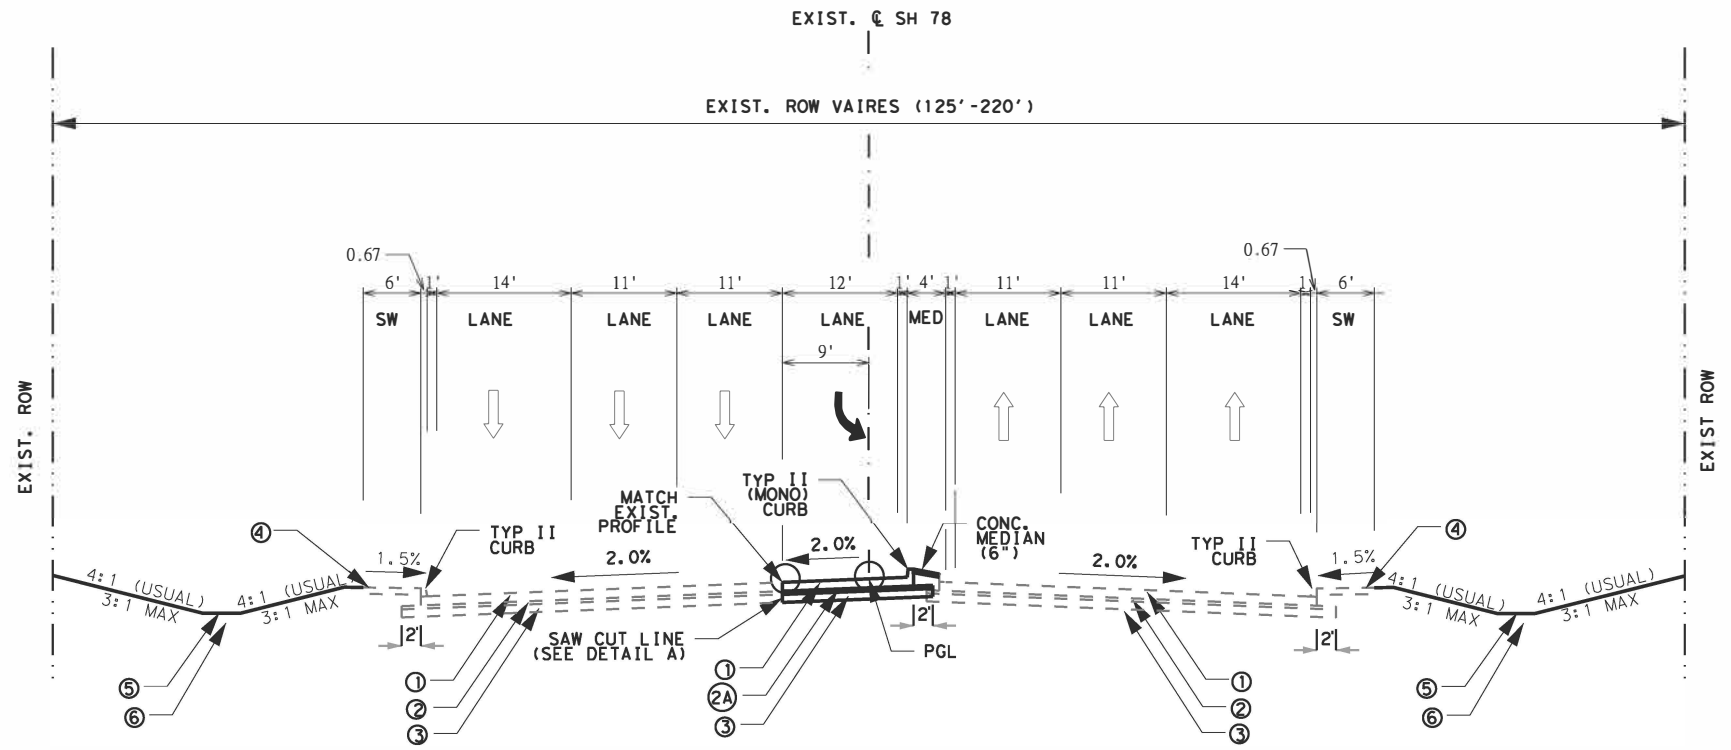 EXIST. ℄ SH 78
EXIST. ROW VAIRES (125'-220')
0.67
0.67
6'
1'
14'
11'
11'
12'
1'
4'
1'
11'
11'
14'
1'
6'
SW
LANE
LANE
LANE
LANE
MED
LANE
LANE
LANE
SW
9'
EXIST. ROW
EXIST ROW
MATCH
EXIST.
PROFILE
TYP II
(MONO)
CURB
CONC.
MEDIAN
(6")
④
TYP II
CURB
TYP II
CURB
④
1.5%
2.0%
2.0%
2.0%
1.5%
4:1 (USUAL)
3:1 MAX
4:1 (USUAL)
3:1 MAX
4:1 (USUAL)
3:1 MAX
4:1 (USUAL)
3:1 MAX
2'
SAW CUT LINE
(SEE DETAIL A)
2'
PGL
2'
⑤
⑥
①
②
③
①
2A
③
①
②
③
⑤
⑥